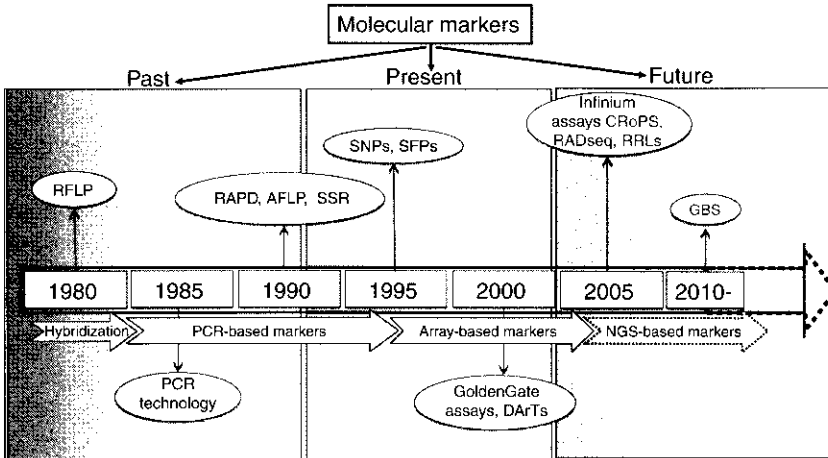 Molecular markers
Past
Present
Future
Infinium
assays CRoPS,
RADseq, RRLs
SNPs, SFPs
RFLP
RAPD, AFLP, SSR
GBS
1980
1985
1990
1995
2000
2005
2010-
Hybridization
PCR-based markers
Array-based markers
NGS-based markers
PCR
technology
GoldenGate
assays, DArTs